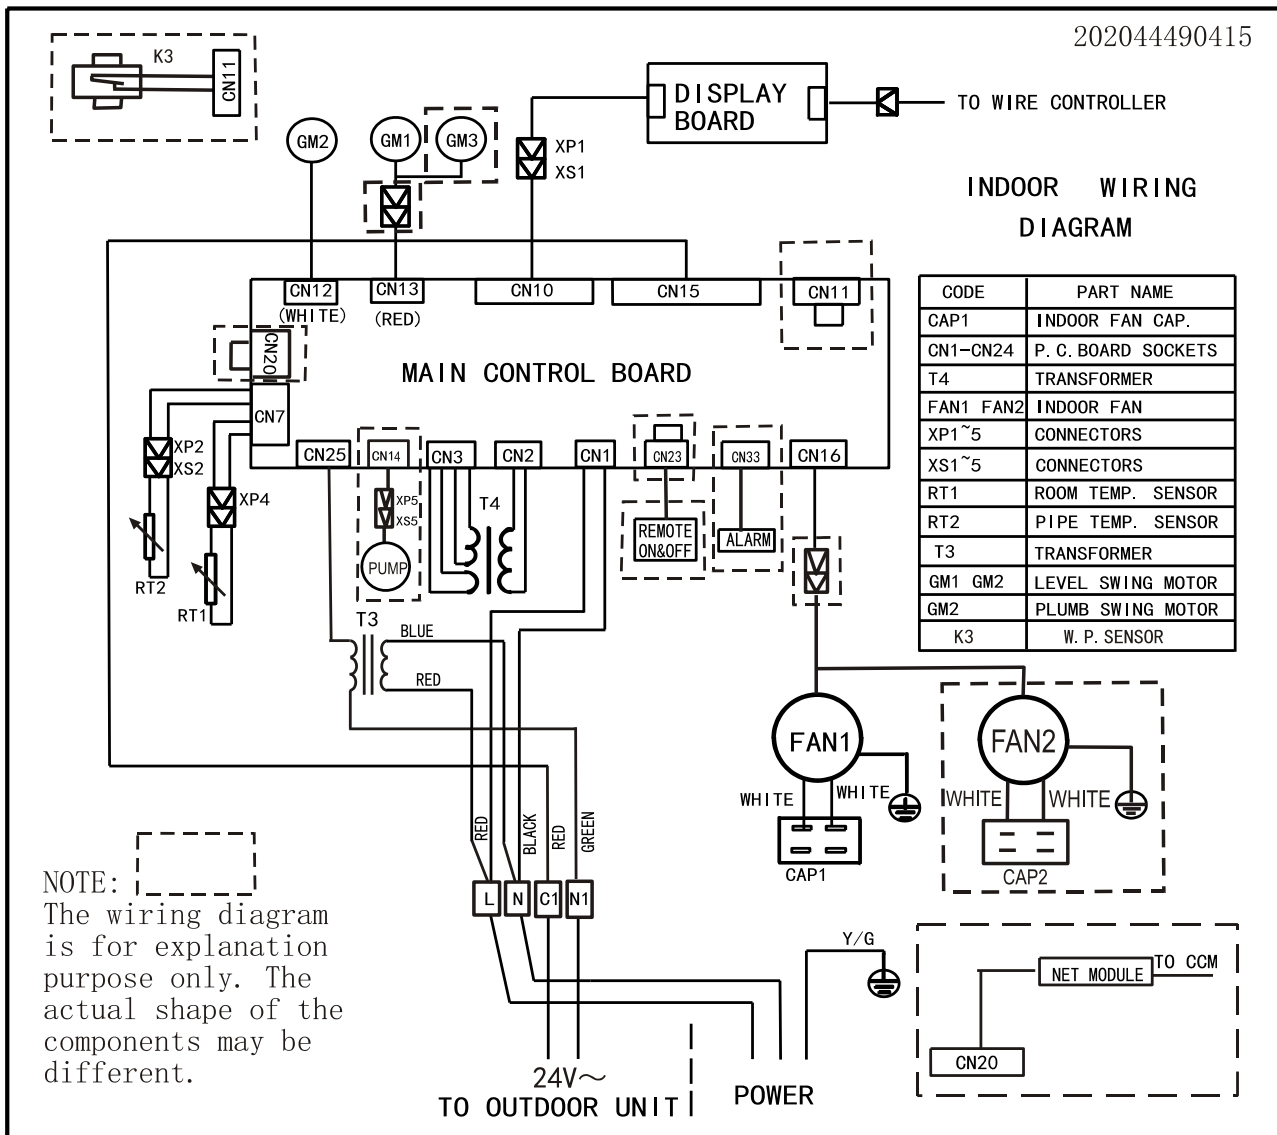 202044490415
K3
CN11
GM2
GM1
GM3
XP1
XS1
DISPLAY
BOARD
TO WIRE CONTROLLER
INDOOR WIRING
DIAGRAM
CN12
(WHITE)
CN13
(RED)
CN10
CN15
CN11
CN20
MAIN CONTROL BOARD
CN7
XP2
XS2
XP4
RT2
RT1
CN25
CN14
CN3
CN2
CN1
CN23
CN33
CN16
XP5
XS5
PUMP
T4
REMOTE
ON&OFF
ALARM
T3
BLUE
RED
CODE PART NAME
CAP1 INDOOR FAN CAP.
CN1-CN24 P.C.BOARD SOCKETS
T4 TRANSFORMER
FAN1 FAN2 INDOOR FAN
XP1~5 CONNECTORS
XS1~5 CONNECTORS
RT1 ROOM TEMP. SENSOR
RT2 PIPE TEMP. SENSOR
T3 TRANSFORMER
GM1 GM2 LEVEL SWING MOTOR
GM2 PLUMB SWING MOTOR
K3 W.P.SENSOR
FAN1
WHITE
WHITE
CAP1
FAN2
WHITE
WHITE
CAP2
RED
BLACK
RED
GREEN
L
N
C1
N1
NOTE:
The wiring diagram
is for explanation
purpose only. The
actual shape of the
components may be
different.
Y/G
24V~
TO OUTDOOR UNIT
POWER
NET MODULE
TO CCM
CN20